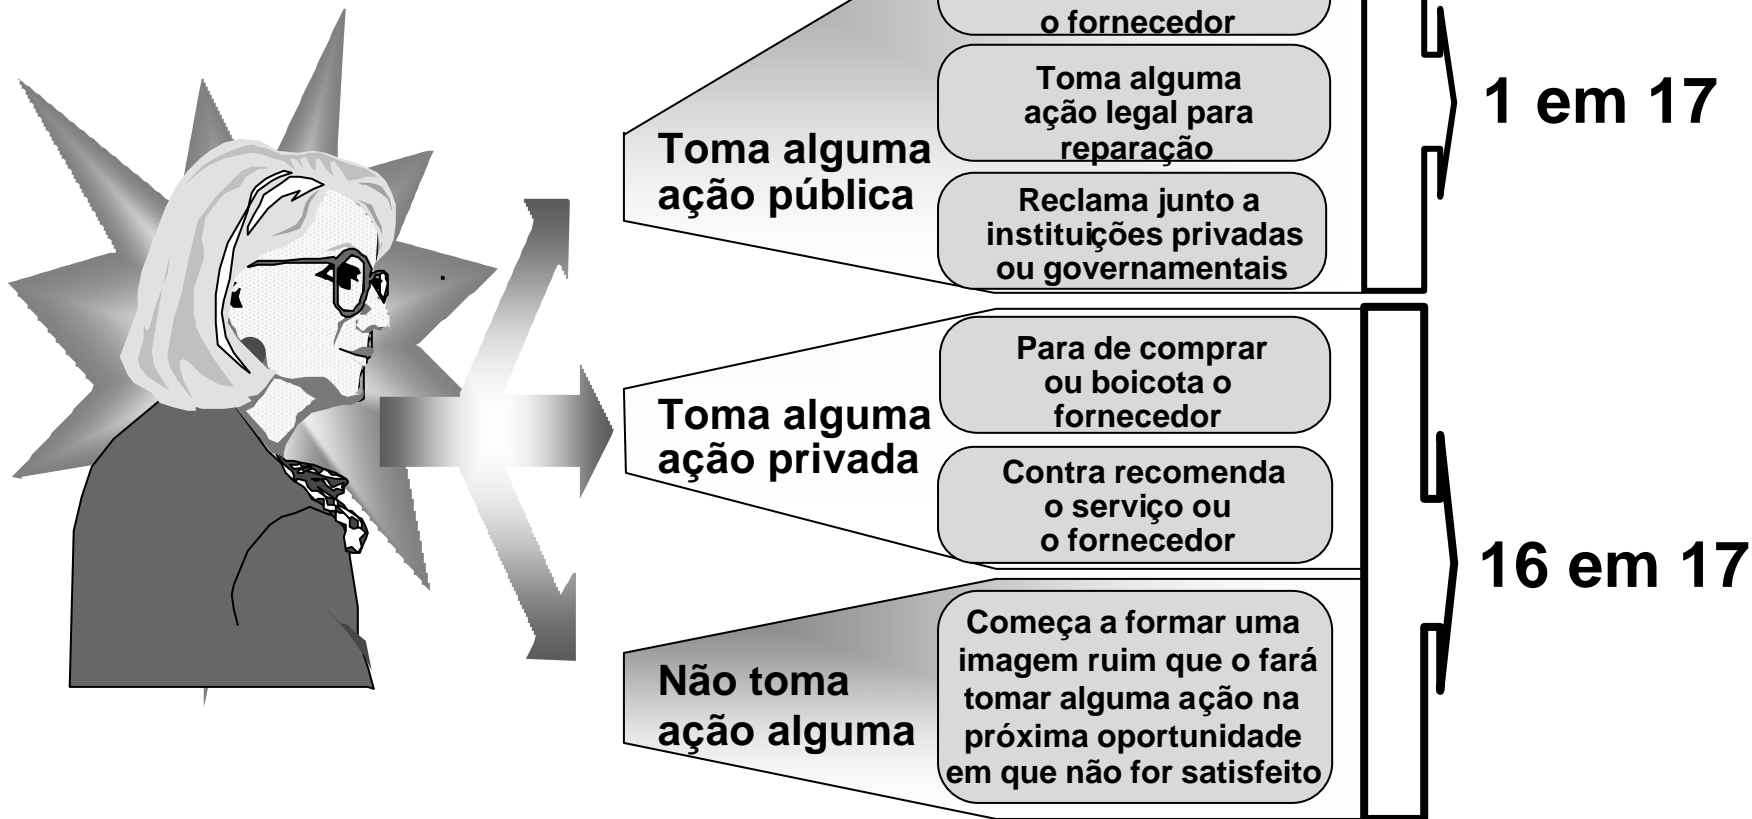 o fornecedor
Toma alguma
ação legal para
reparação
Reclama junto a
instituições privadas
ou governamentais
Toma alguma
ação pública
1 em 17
Para de comprar
ou boicota o
fornecedor
Contra recomenda
o serviço ou
o fornecedor
Toma alguma
ação privada
Começa a formar uma
imagem ruim que o fará
tomar alguma ação na
próxima oportunidade
em que não for satisfeito
Não toma
ação alguma
16 em 17